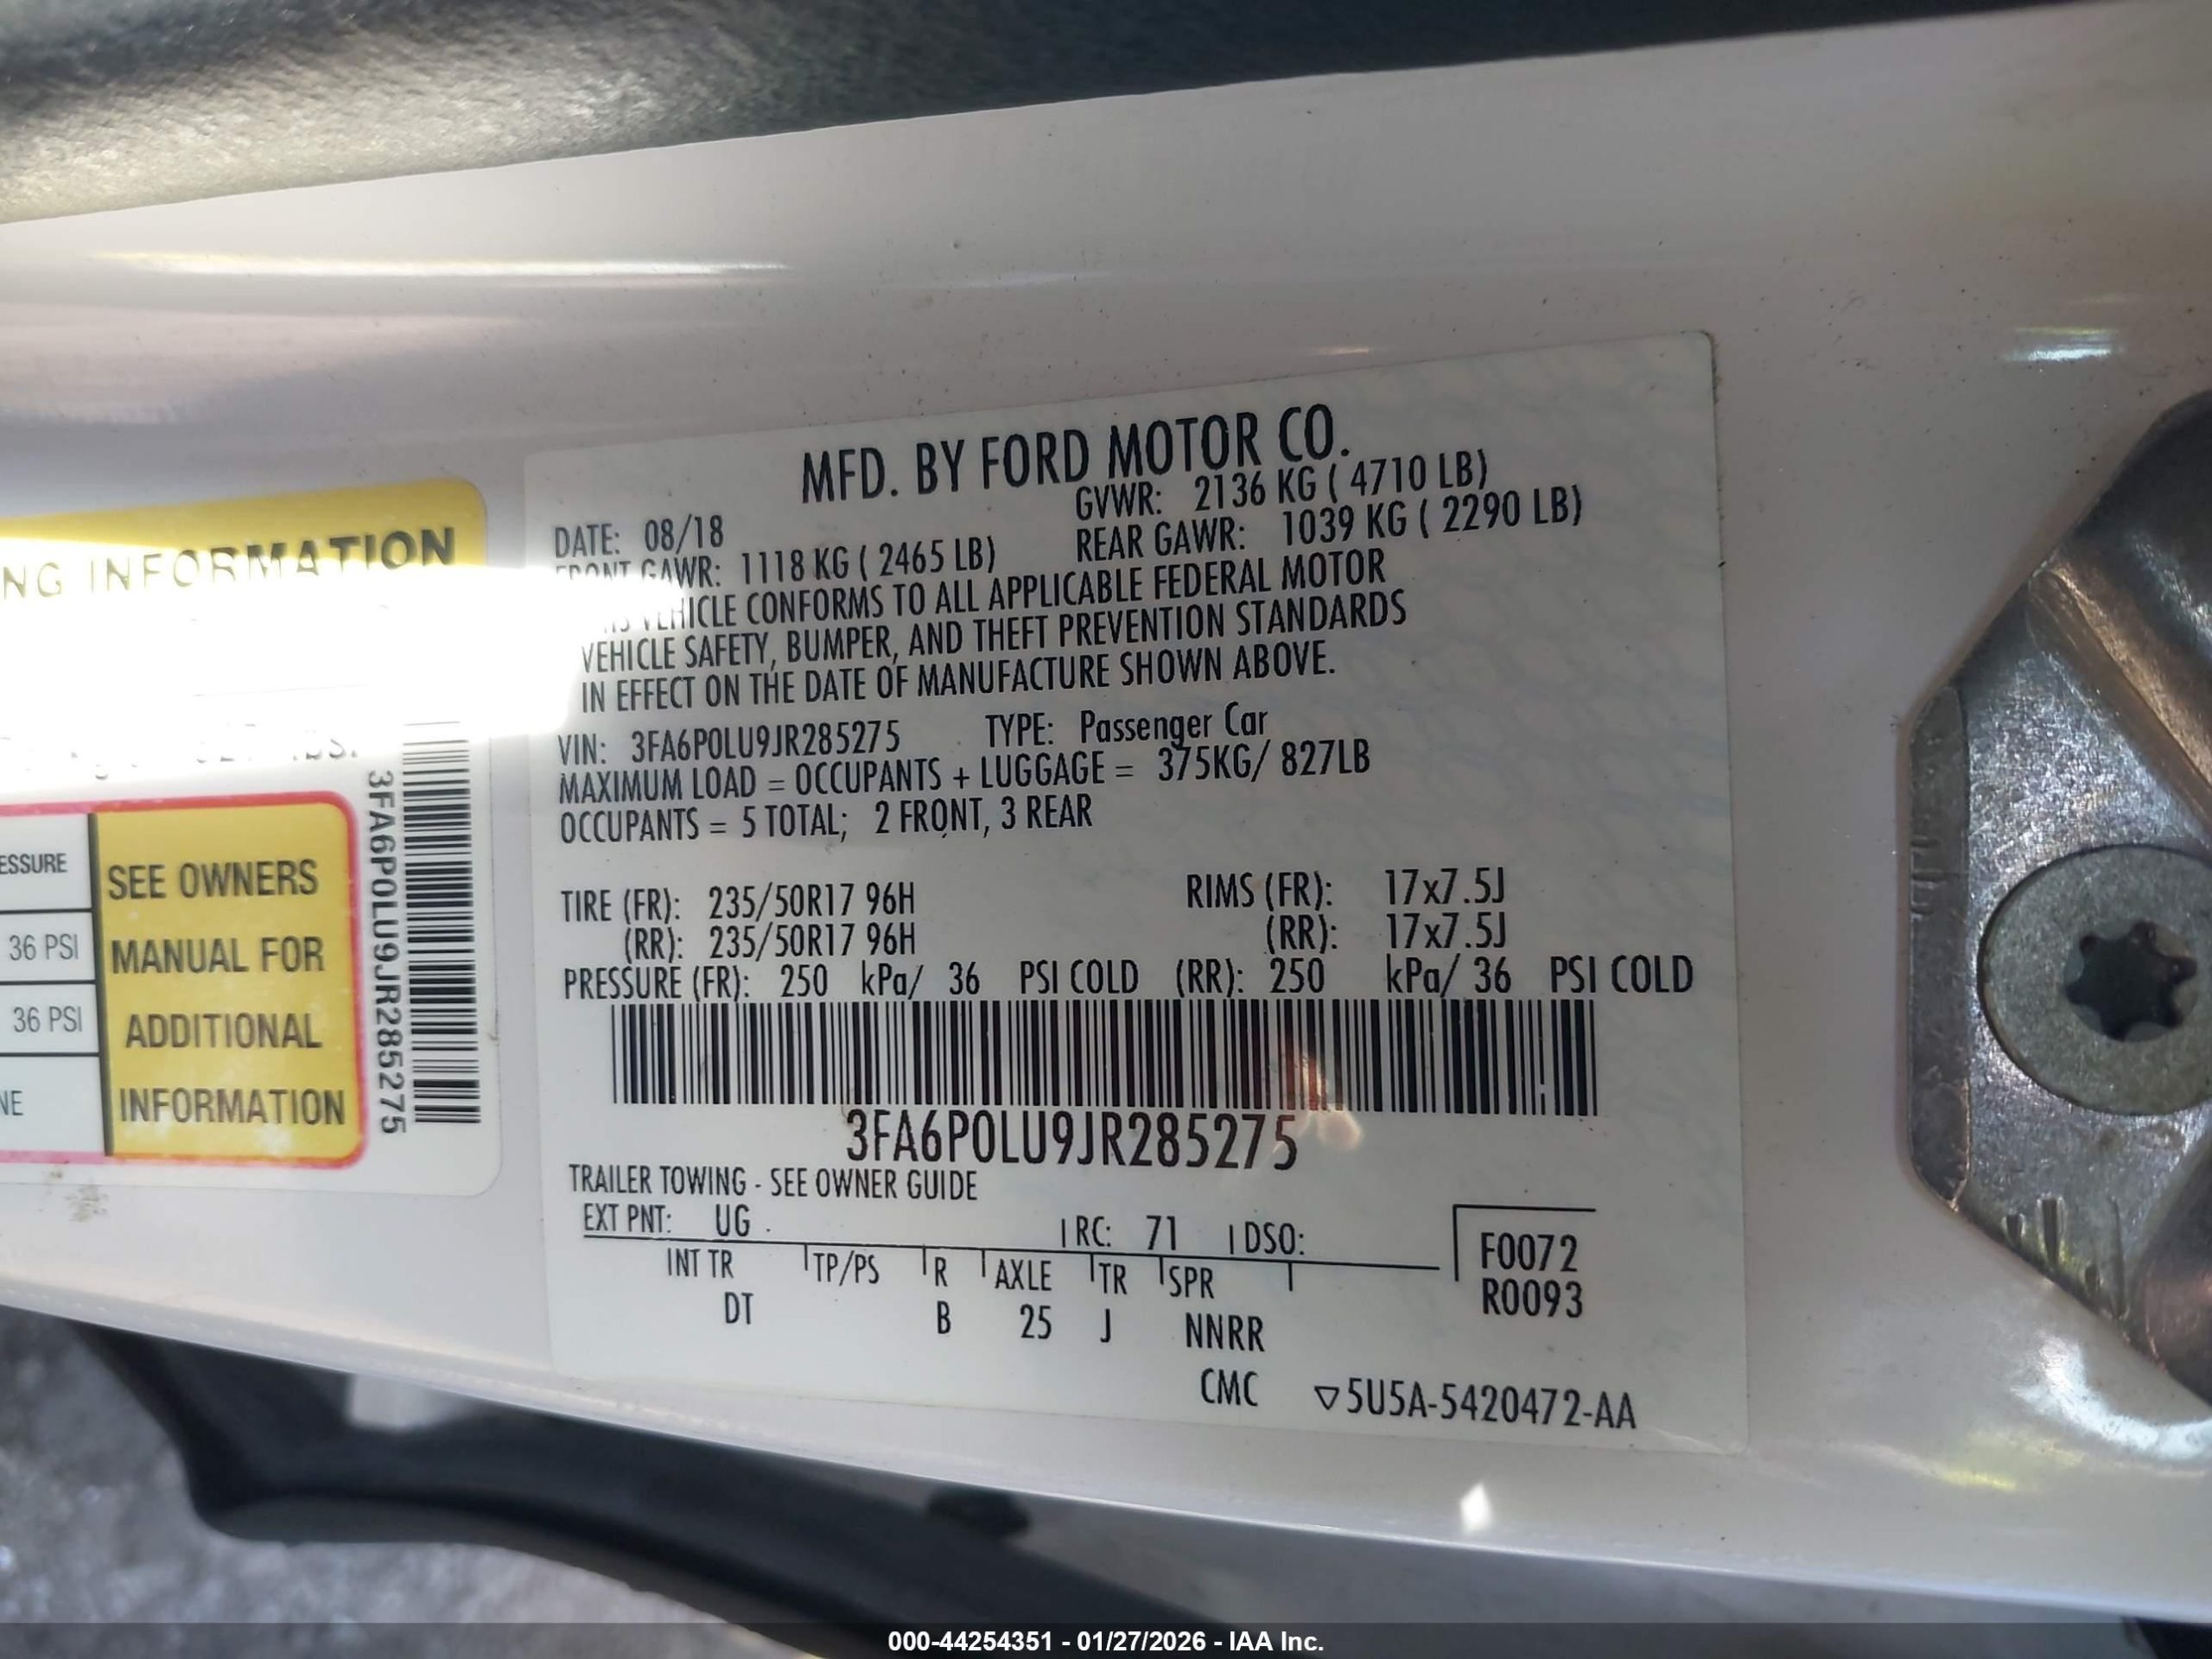 NG INFORMATION
ESSURE
36 PSI
36 PSI
NE
SEE OWNERS
MANUAL FOR
ADDITIONAL
INFORMATION
3FA6P0LU9JR285275
MFD. BY FORD MOTOR CO.
DATE: 08/18 GVWR: 2136 KG ( 4710 LB)
FRONT GAWR: 1118 KG ( 2465 LB) REAR GAWR: 1039 KG ( 2290 LB)
VEHICLE CONFORMS TO ALL APPLICABLE FEDERAL MOTOR
VEHICLE SAFETY, BUMPER, AND THEFT PREVENTION STANDARDS
IN EFFECT ON THE DATE OF MANUFACTURE SHOWN ABOVE.
VIN: 3FA6P0LU9JR285275 TYPE: Passenger Car
MAXIMUM LOAD = OCCUPANTS + LUGGAGE = 375KG/ 827LB
OCCUPANTS = 5 TOTAL; 2 FRONT, 3 REAR
TIRE (FR): 235/50R17 96H RIMS (FR): 17x7.5J
(RR): 235/50R17 96H (RR): 17x7.5J
PRESSURE (FR): 250 kPa/ 36 PSI COLD (RR): 250 kPa/ 36 PSI COLD
3FA6P0LU9JR285275
TRAILER TOWING - SEE OWNER GUIDE
EXT PNT: UG RC: 71 DSO:
INT TR TP/PS R AXLE TR SPR
DT B 25 J NNRR
F0072
R0093
CMC ▽5U5A-5420472-AA
000-44254351 - 01/27/2026 - IAA Inc.